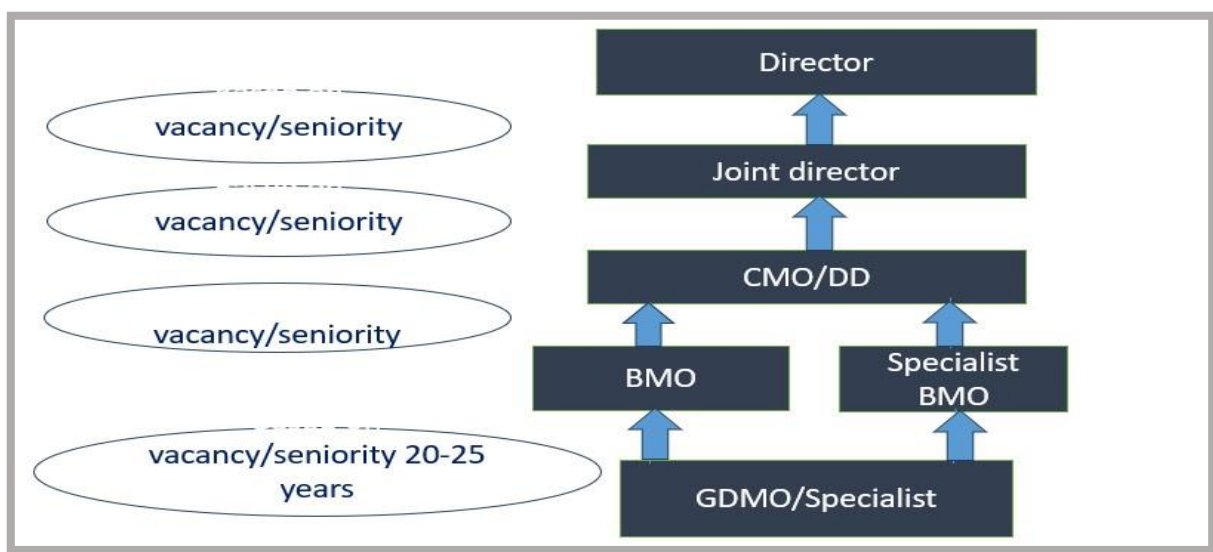 Director
vacancy/seniority
Joint director
vacancy/seniority
CMO/DD
vacancy/seniority
BMO
Specialist
BMO
vacancy/seniority 20-25
years
GDMO/Specialist